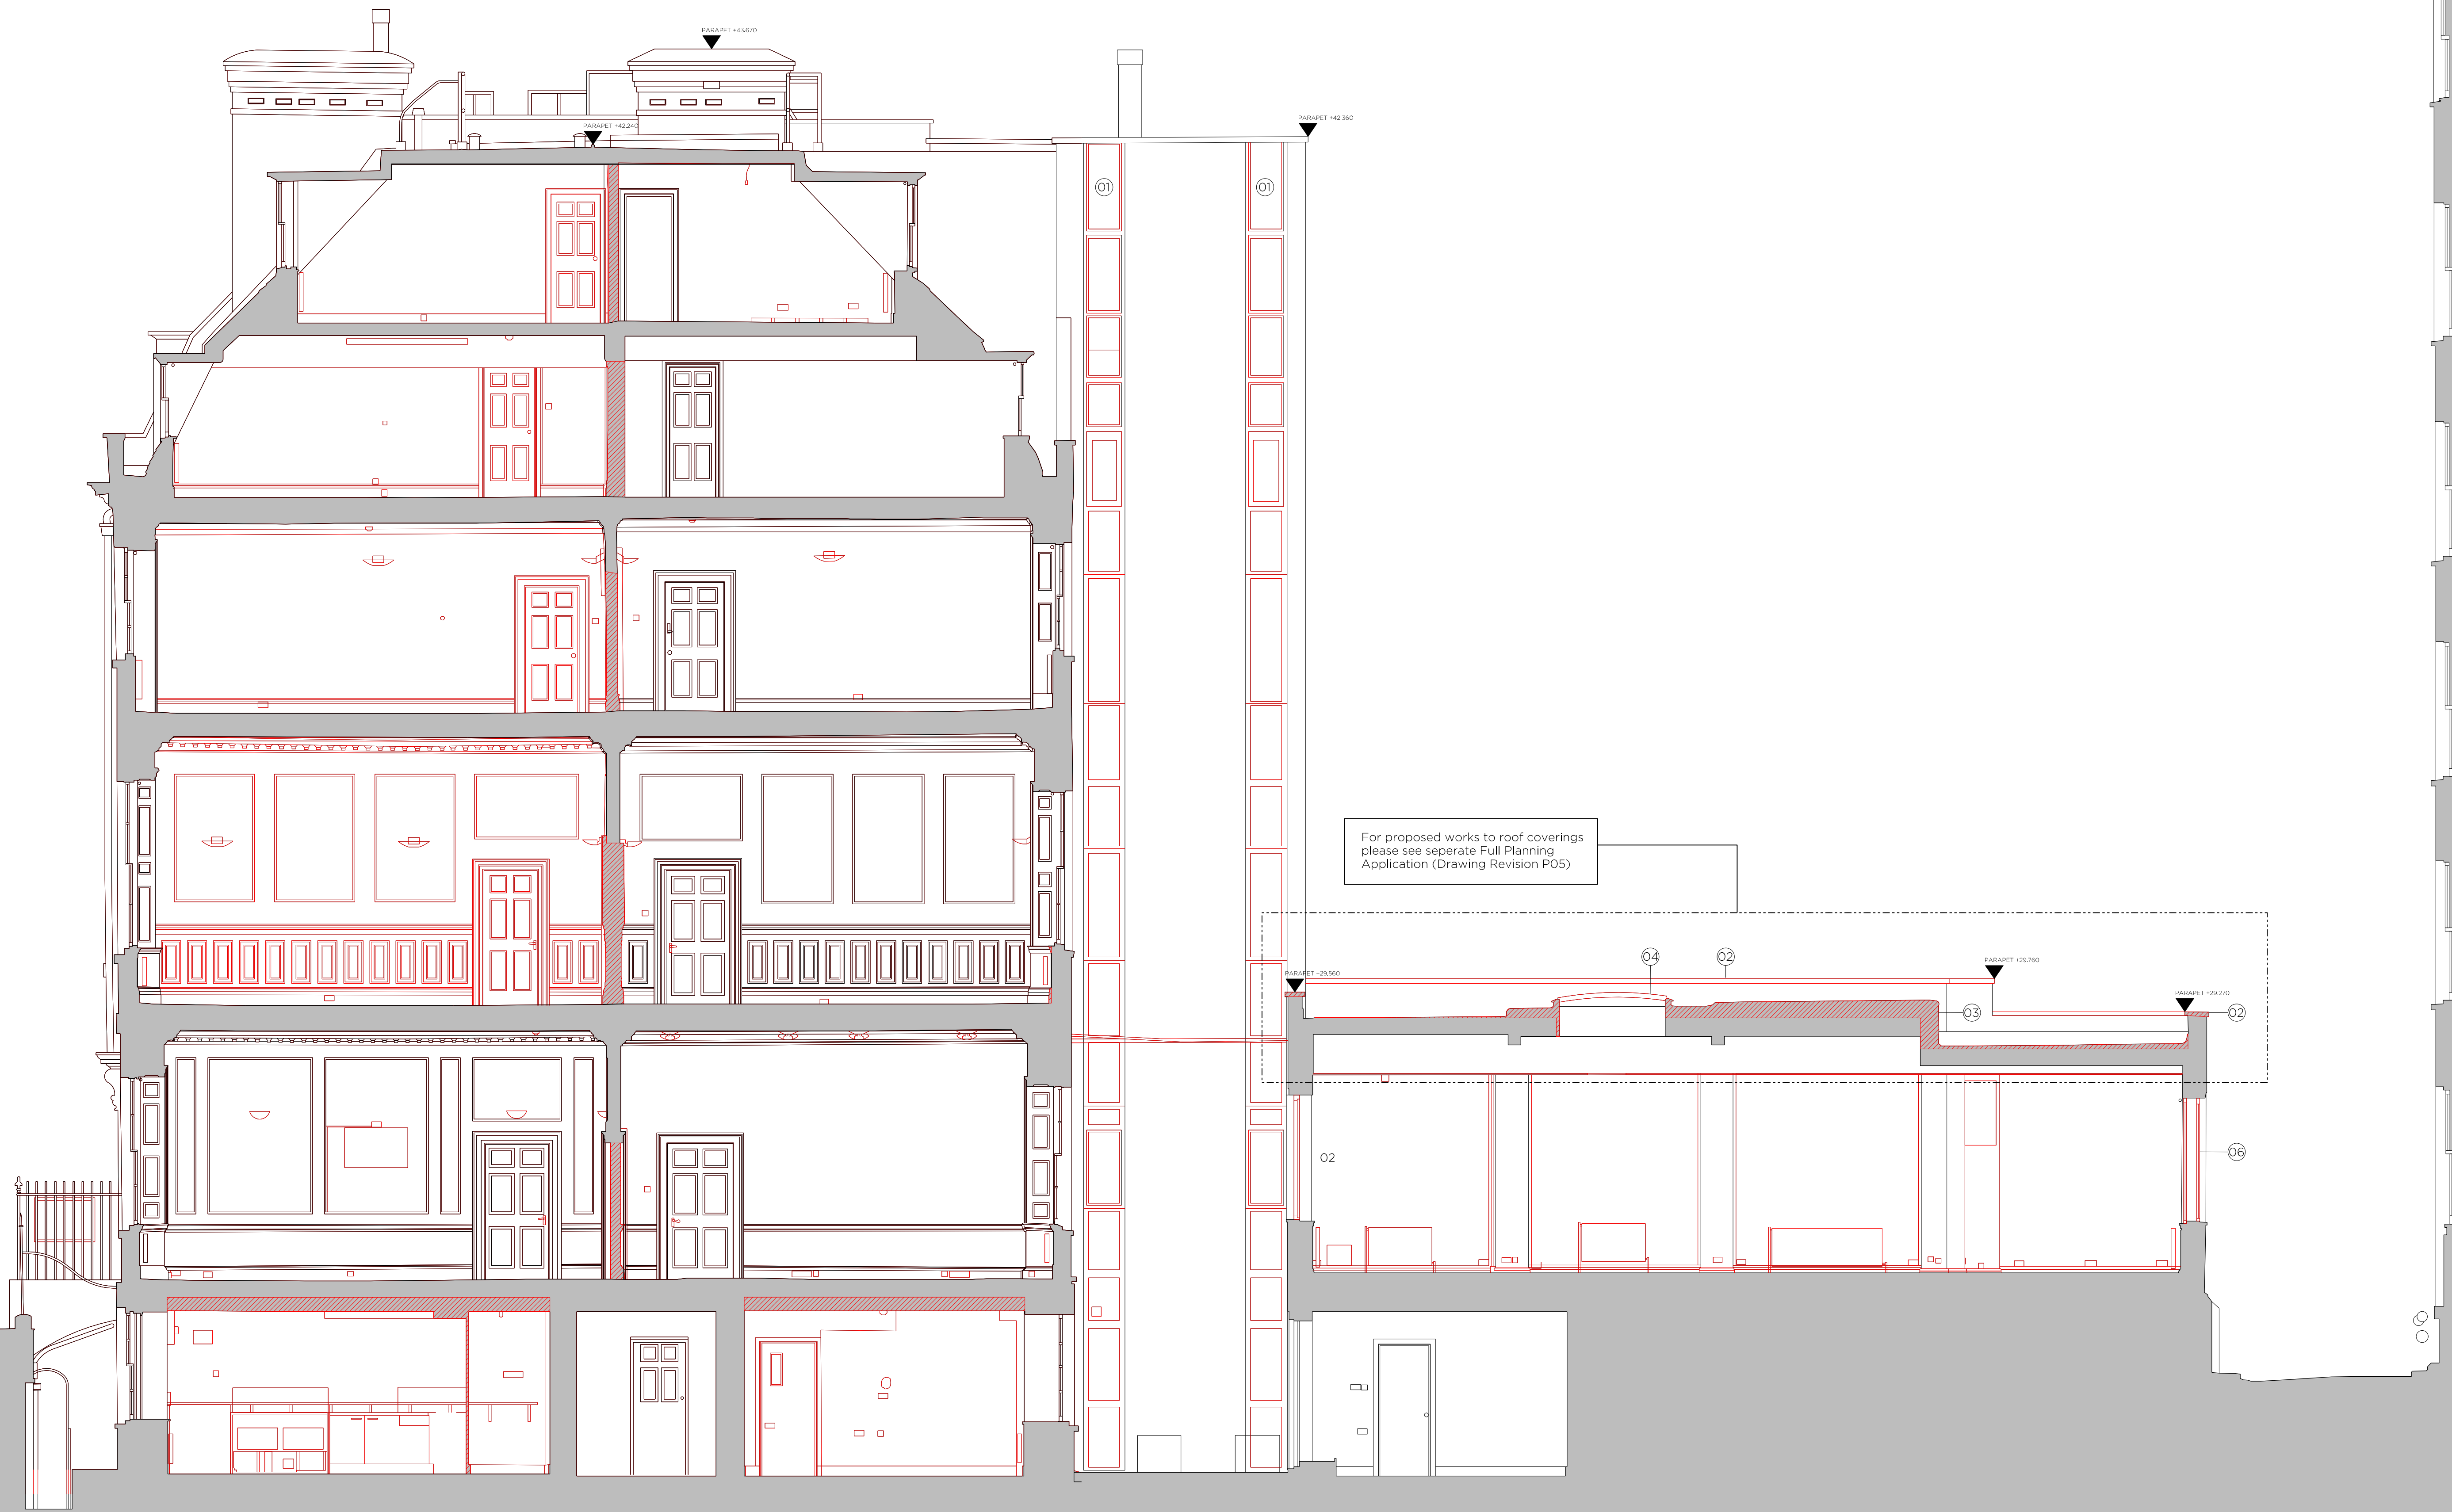 PARAPET +43,670
PARAPET +42,240
PARAPET +42,360
01
01
For proposed works to roof coverings
please see seperate Full Planning
Application (Drawing Revision P05)
04
02
PARAPET +29,560
PARAPET +29,760
PARAPET +29,270
03
02
02
06